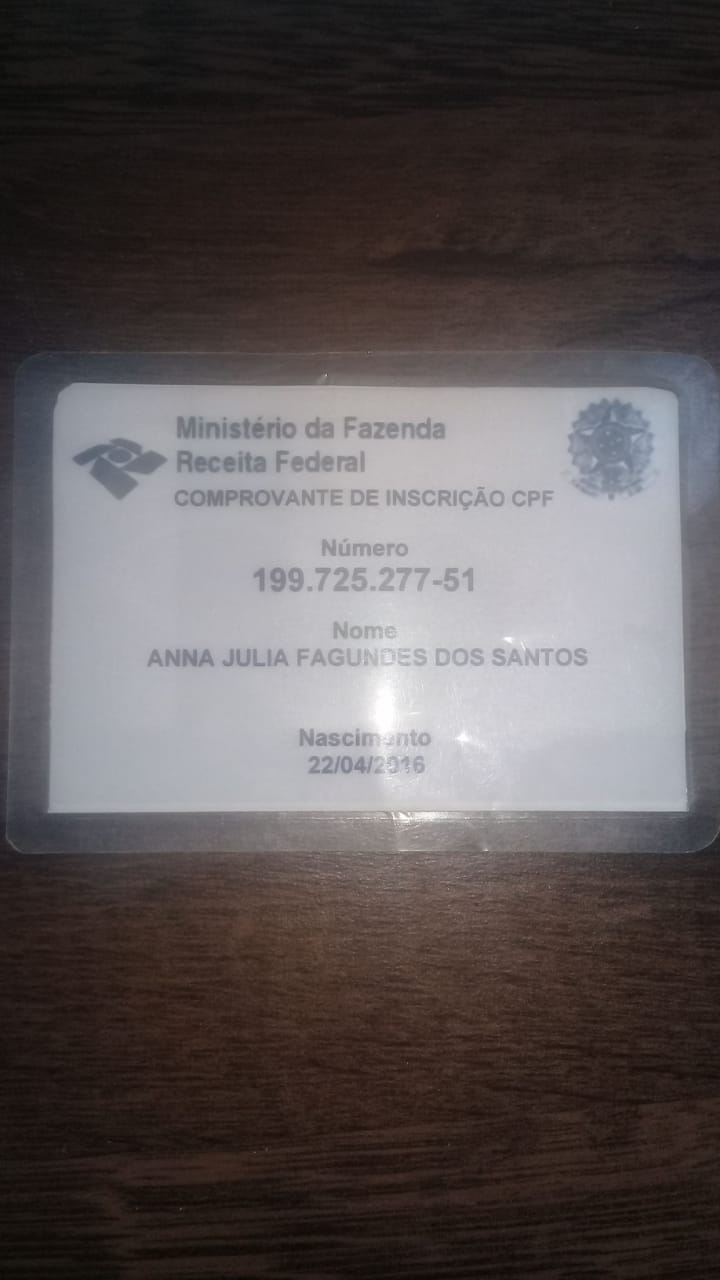 Ministério da Fazenda
Receita Federal
COMPROVANTE DE INSCRIÇÃO CPF
Número
199.725.277-51
Nome
ANNA JULIA FAGUNDES DOS SANTOS
Nascimento
22/04/2016